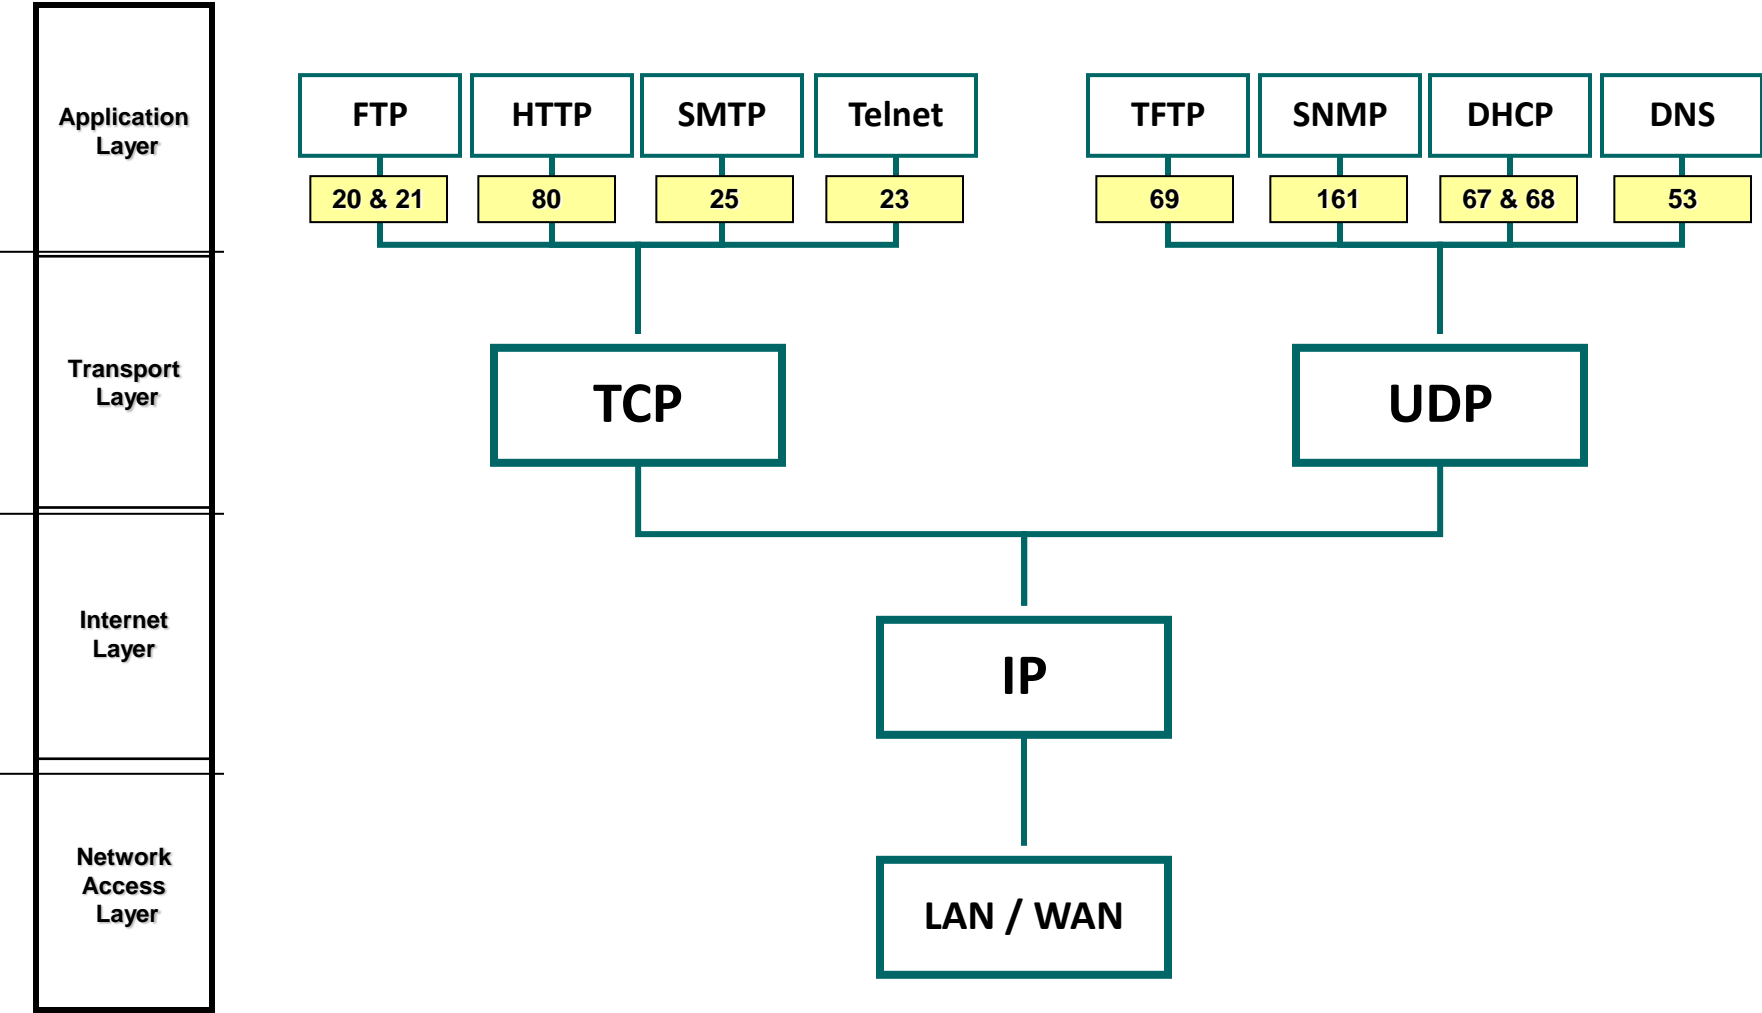 Application
Layer
FTP
HTTP
SMTP
Telnet
TFTP
SNMP
DHCP
DNS
20 & 21
80
25
23
69
161
67 & 68
53
Transport
Layer
TCP
UDP
Internet
Layer
IP
Network
Access
Layer
LAN / WAN